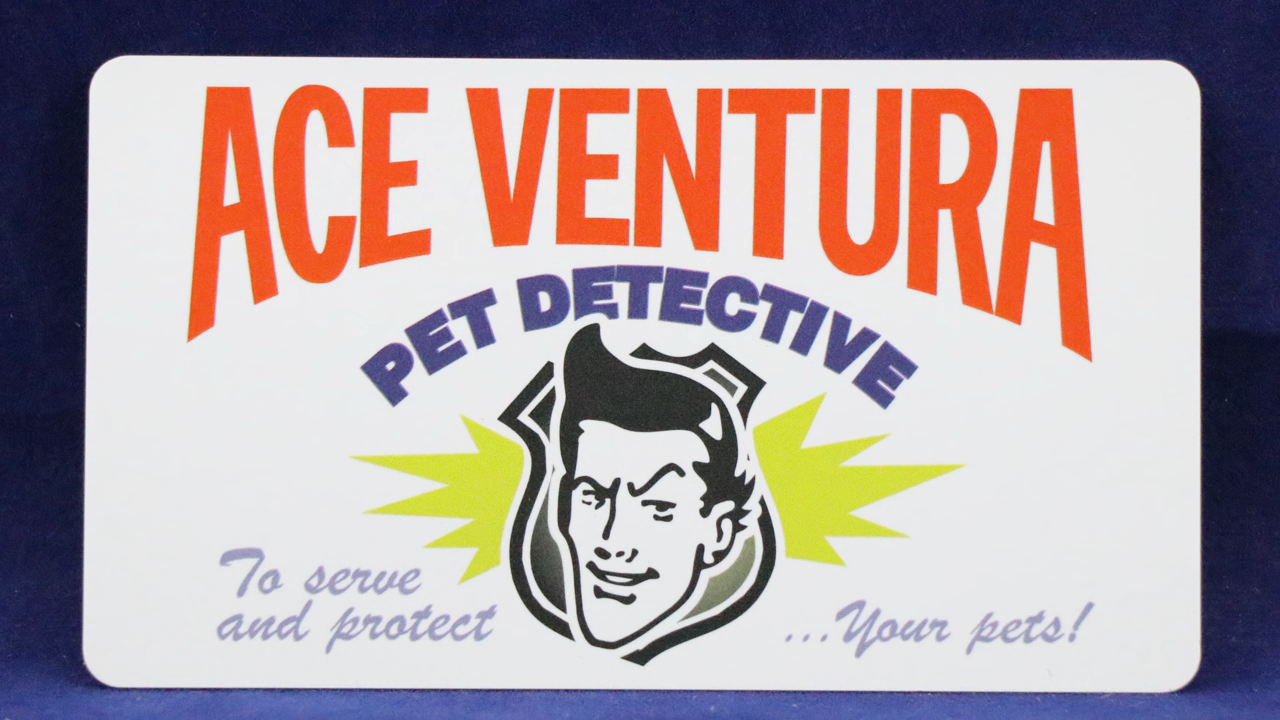 ACE VENTURA
PET DETECTIVE
To serve
and protect
...Your pets!